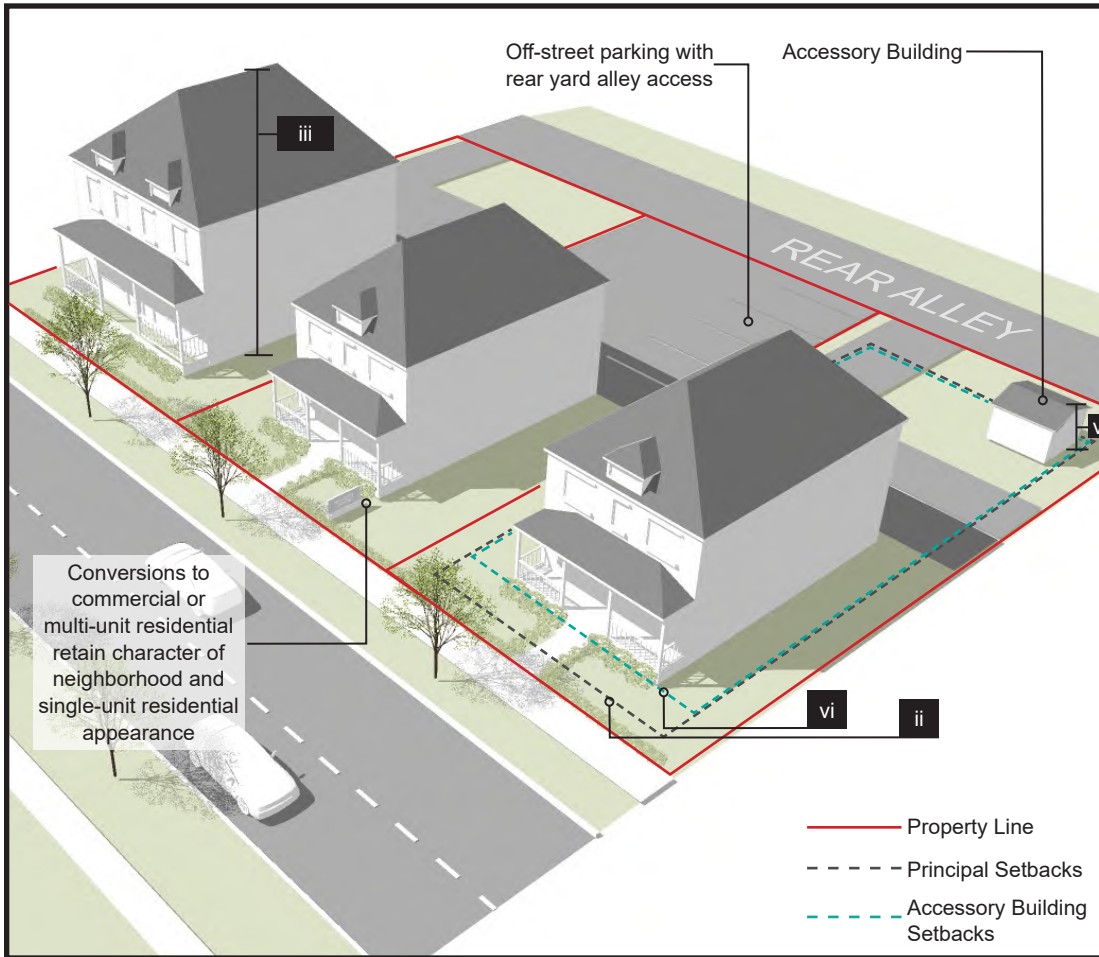 Off-street parking with
rear yard alley access
Accessory Building
iii
REAR ALLEY
v
Conversions to
commercial or
multi-unit residential
retain character of
neighborhood and
single-unit residential
appearance
vi
ii
Property Line
Principal Setbacks
Accessory Building
Setbacks